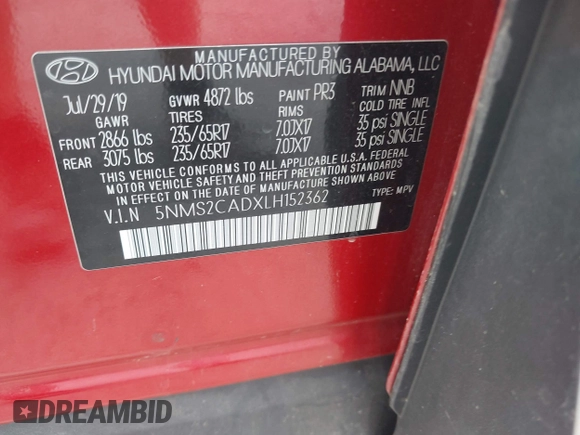 MANUFACTURED BY
HYUNDAI MOTOR MANUFACTURING ALABAMA, LLC
Jul/29/19 GVWR 4872 lbs PAINT PR3 TRIM NNB
GAWR TIRES RIMS COLD TIRE INFL
FRONT 2866 lbs 235/65R17 7.0JX17 35 psi SINGLE
REAR 3075 lbs 235/65R17 7.0JX17 35 psi SINGLE
THIS VEHICLE CONFORMS TO ALL APPLICABLE U.S.A. FEDERAL
MOTOR VEHICLE SAFETY AND THEFT PREVENTION STANDARDS
IN EFFECT ON THE DATE OF MANUFACTURE SHOWN ABOVE.
V.I.N 5NMS2CADXLH152362 TYPE: MPV
DREAMBID